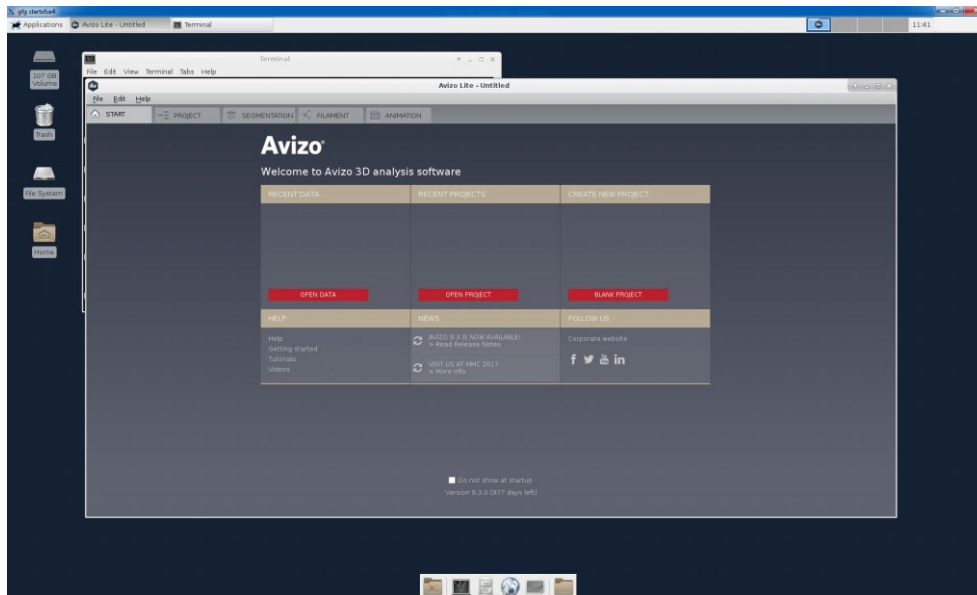 gfg startxfce4
Applications Avizo Lite - Untitled Terminal 11:41
107 GB
Volume
Trash
File System
Home
Terminal
File Edit View Terminal Tabs Help
Avizo Lite - Untitled
File Edit Help
START PROJECT SEGMENTATION FILAMENT ANIMATION
Avizo
Welcome to Avizo 3D analysis software
RECENT DATA RECENT PROJECTS CREATE NEW PROJECT
OPEN DATA OPEN PROJECT BLANK PROJECT
HELP NEWS FOLLOW US
Help
Getting started
Tutorials
Videos
AVIZO 9.3 IS NOW AVAILABLE!
> Read Release Notes
VISIT US AT MMC 2017
> More info
Corporate website
Do not show at startup
Version 9.3.0 (977 days left)